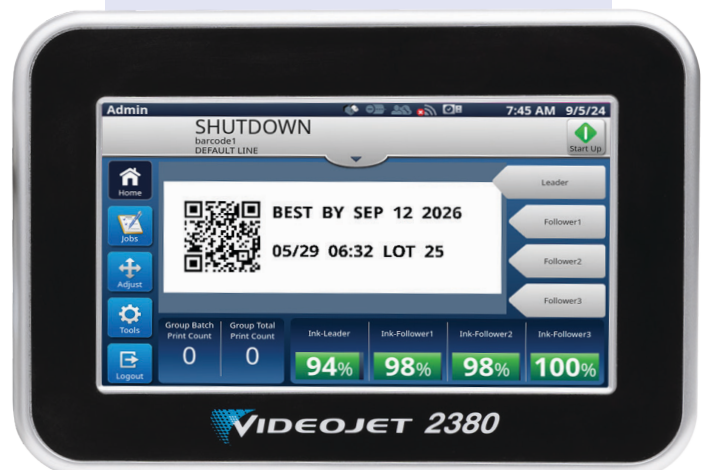 Admin
7:45 AM 9/5/24
SHUTDOWN
barcode1
DEFAULT LINE
Start Up
Home
Jobs
Adjust
Tools
Logout
BEST BY SEP 12 2026
05/29 06:32 LOT 25
Leader
Follower1
Follower2
Follower3
Group Batch
Print Count
0
Group Total
Print Count
0
Ink-Leader
94%
Ink-Follower1
98%
Ink-Follower2
98%
Ink-Follower3
100%
VIDEOJET 2380